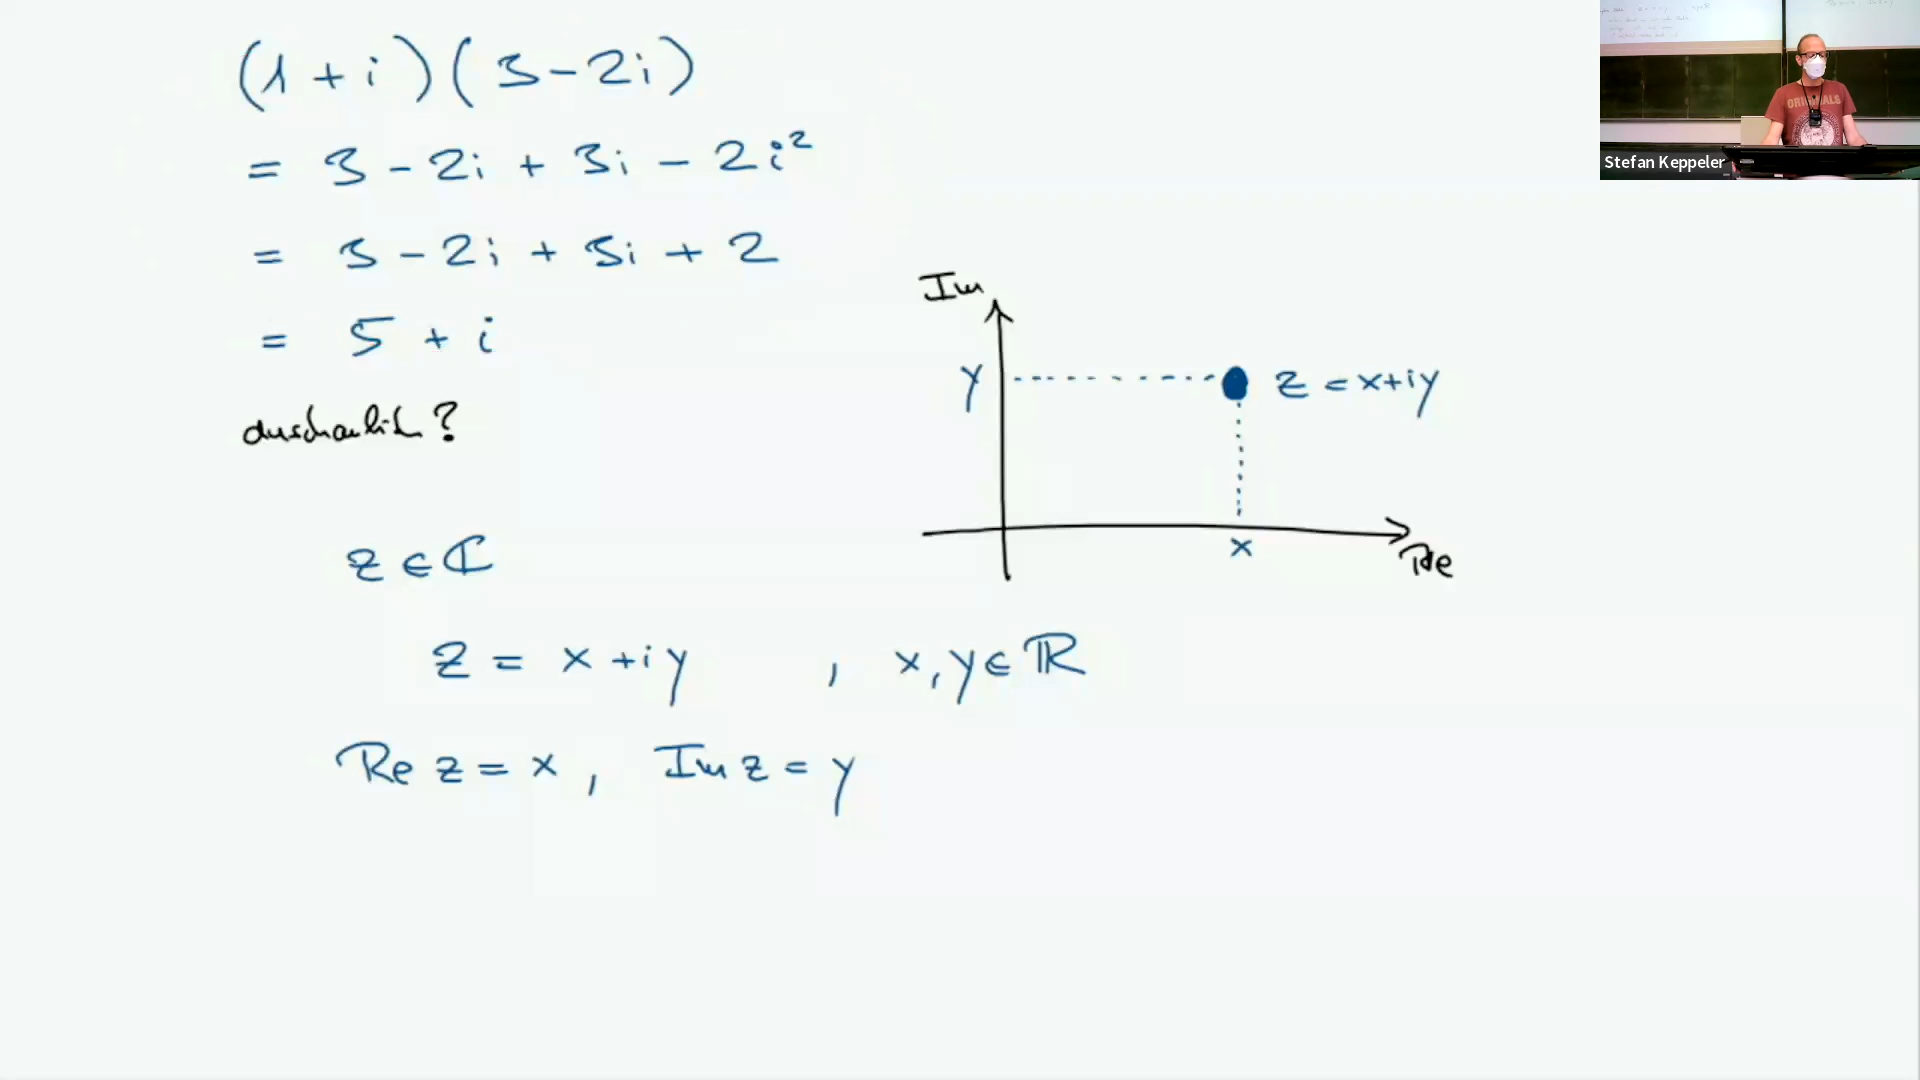 (1 + i)(3 - 2i)
= 3 - 2i + 3i - 2i²
= 3 - 2i + 3i + 2
= 5 + i
anschaulich?
z ∈ ℂ
z = x + iy , x, y ∈ ℝ
Re z = x, Im z = y
Im
y
z = x+iy
x
Re
Stefan Keppeler
ORIGINALS